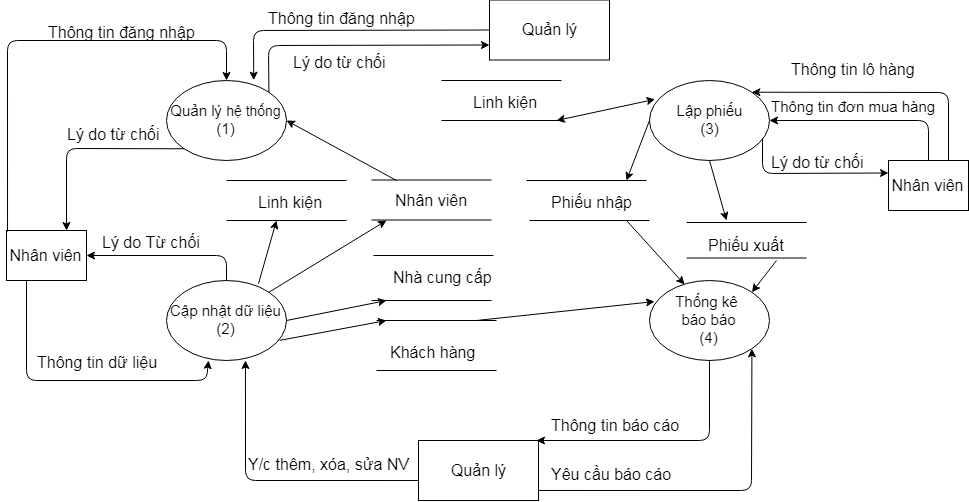 Thông tin đăng nhập
Quản lý
Thông tin đăng nhập
Lý do từ chối
Thông tin lô hàng
Linh kiện
Quản lý hệ thống
(1)
Lập phiếu
(3)
Thông tin đơn mua hàng
Lý do từ chối
Lý do từ chối
Nhân viên
Linh kiện
Nhân viên
Phiếu nhập
Phiếu xuất
Nhân viên
Lý do Từ chối
Nhà cung cấp
Cập nhật dữ liệu
(2)
Thống kê
báo báo
(4)
Khách hàng
Thông tin dữ liệu
Thông tin báo cáo
Y/c thêm, xóa, sửa NV
Quản lý
Yêu cầu báo cáo